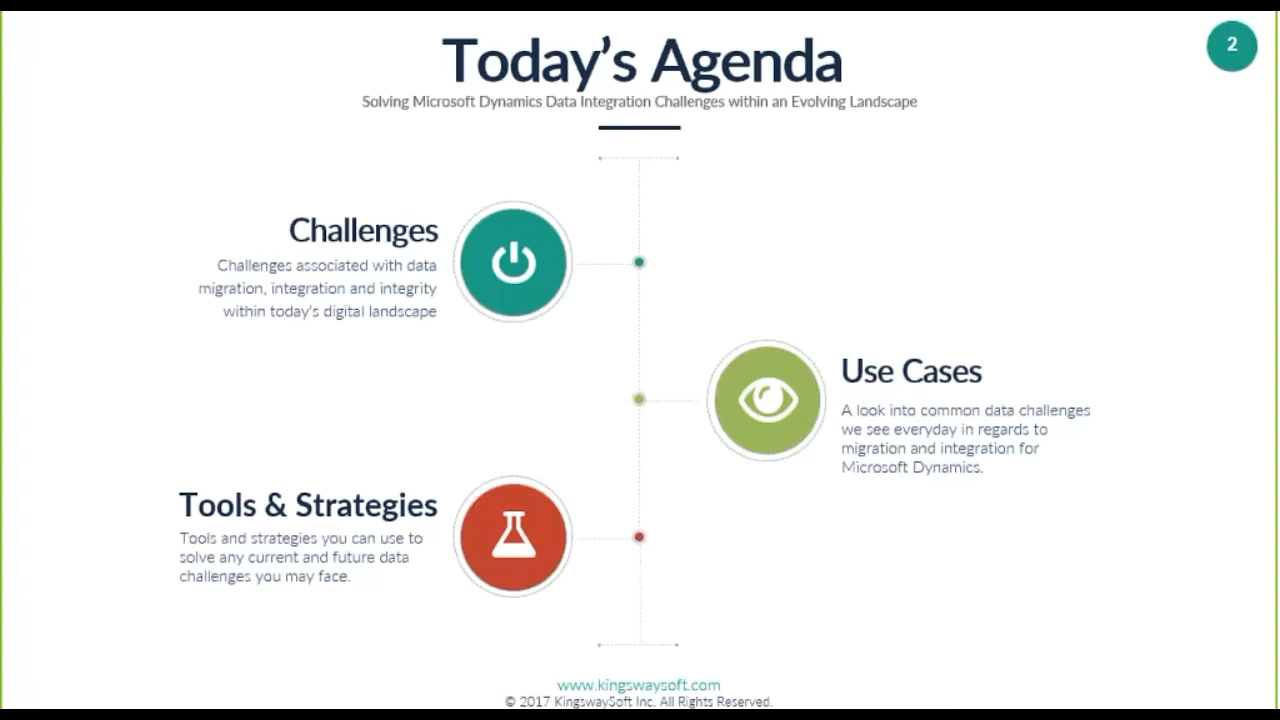 Today's Agenda
2
Solving Microsoft Dynamics Data Integration Challenges within an Evolving Landscape
Challenges
Challenges associated with data
migration, integration and integrity
within today's digital landscape
Use Cases
A look into common data challenges
we see everyday in regards to
migration and integration for
Microsoft Dynamics.
Tools & Strategies
Tools and strategies you can use to
solve any current and future data
challenges you may face.
www.kingswaysoft.com
© 2017 KingswaySoft Inc. All Rights Reserved.